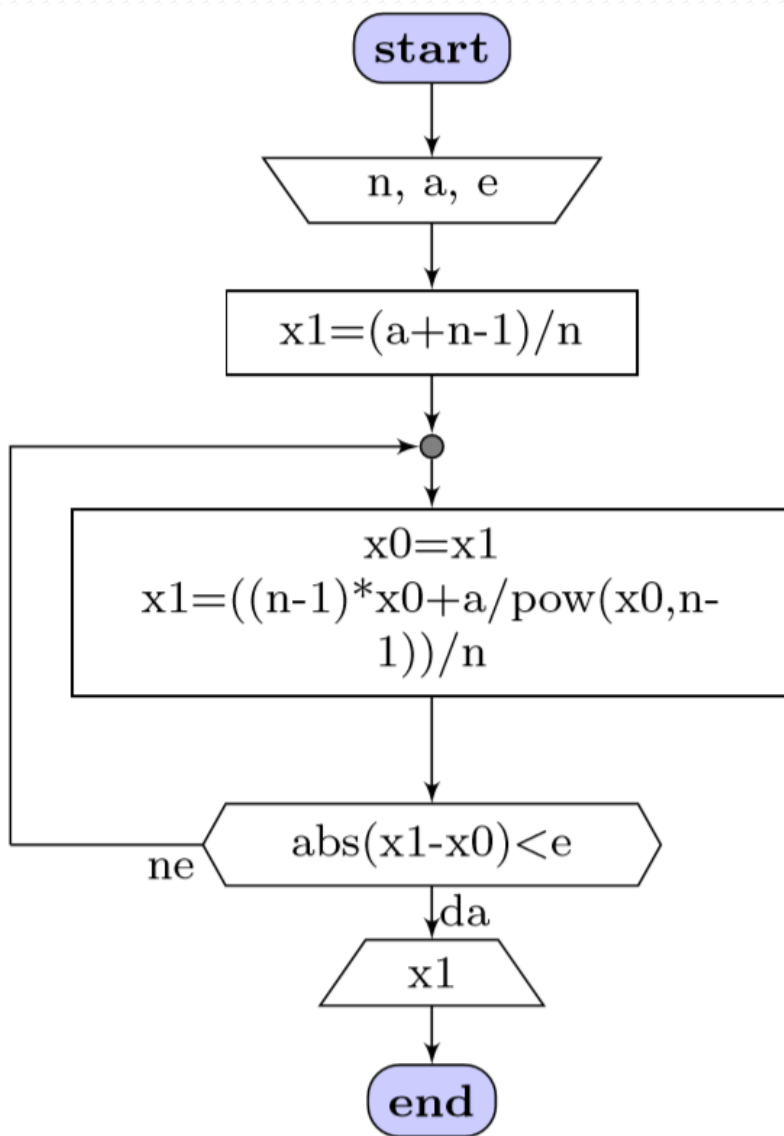 start
n, a, e
x1=(a+n-1)/n
x0=x1
x1=((n-1)*x0+a/pow(x0,n-
1))/n
abs(x1-x0)<e
ne
da
x1
end